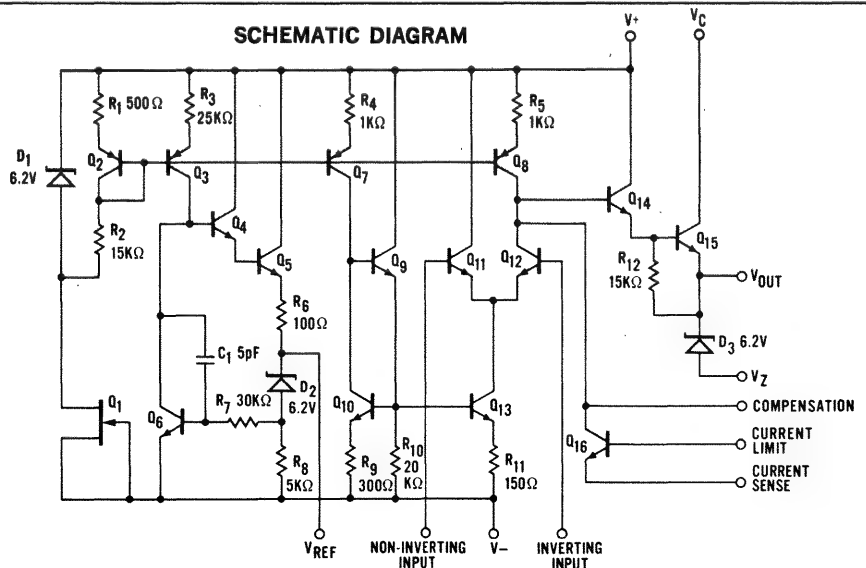 SCHEMATIC DIAGRAM
V+
VC
R1 500Ω
R3
25KΩ
R4
1KΩ
R5
1KΩ
D1
6.2V
Q2
Q3
Q7
Q8
Q4
Q14
R2
15KΩ
Q5
Q9
Q11
Q12
Q15
R12
15KΩ
VOUT
R6
100Ω
D3 6.2V
C1 5pF
D2
6.2V
VZ
Q1
Q6
R7 30KΩ
Q10
Q13
COMPENSATION
Q16
CURRENT
LIMIT
R8
5KΩ
R9
300Ω
R10
20
KΩ
R11
150Ω
CURRENT
SENSE
VREF
NON-INVERTING
INPUT
V−
INVERTING
INPUT